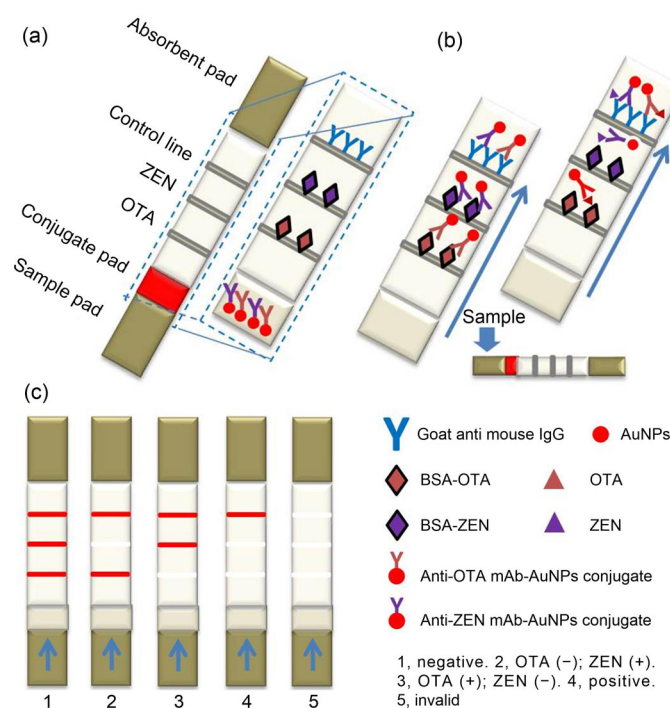 (a)
Absorbent pad
Control line
ZEN
OTA
Conjugate pad
Sample pad
(b)
Sample
(c)
1 2 3 4 5
Goat anti mouse IgG
AuNPs
BSA-OTA
OTA
BSA-ZEN
ZEN
Anti-OTA mAb-AuNPs conjugate
Anti-ZEN mAb-AuNPs conjugate
1, negative. 2, OTA (−); ZEN (+).
3, OTA (+); ZEN (−). 4, positive.
5, invalid